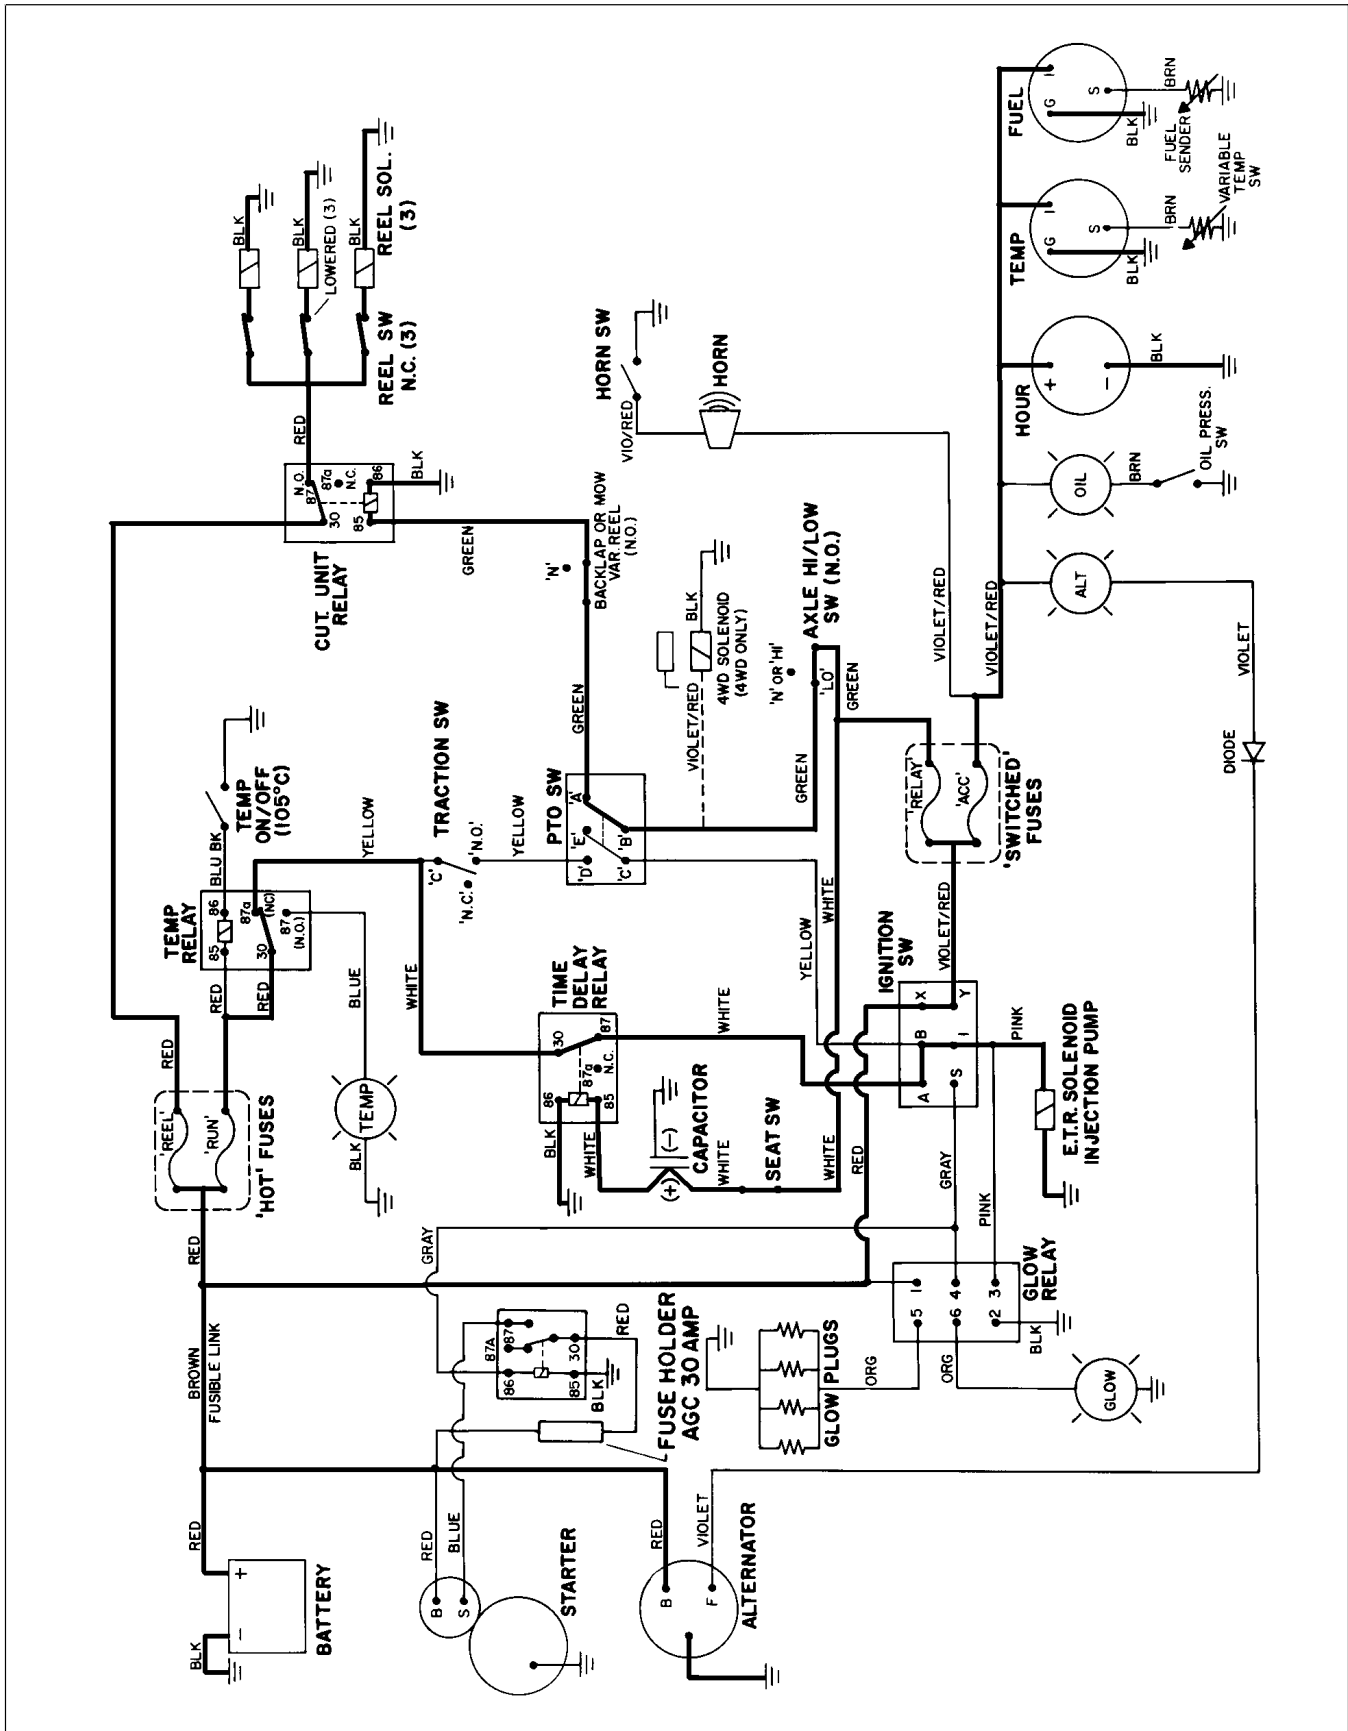 BATTERY
BLK
-
+
RED
BROWN
FUSIBLE LINK
RED
'HOT' FUSES
'REEL'
'RUN'
RED
RED
RED
TEMP
RELAY
85
86
30
87a
(NC)
87
(N.O.)
BLU BK
TEMP
ON/OFF
(105°C)
BLUE
TEMP
BLK
YELLOW
WHITE
TRACTION SW
'C'
'N.O.'
'N.C.'
YELLOW
CUT. UNIT
RELAY
30
87
N.O.
87a
N.C.
85
86
BLK
RED
REEL SW
N.C. (3)
LOWERED (3)
BLK
BLK
BLK
REEL SOL.
(3)
GREEN
'N'
BACKLAP OR MOW
VAR. REEL
(N.O.)
GREEN
PTO SW
'A'
'B'
'E'
'D'
'C'
VIOLET/RED
BLK
4WD SOLENOID
(4WD ONLY)
GREEN
AXLE HI/LOW
SW (N.O.)
'N' OR 'HI'
'LO'
GREEN
HORN SW
VIO/RED
HORN
STARTER
B
S
RED
BLUE
GRAY
87A
87
86
30
85
BLK
RED
FUSE HOLDER
AGC 30 AMP
TIME
DELAY
RELAY
30
87
87a
N.C.
86
85
BLK
WHITE
(+)
(-)
CAPACITOR
WHITE
SEAT SW
WHITE
WHITE
WHITE
YELLOW
RED
ALTERNATOR
B
F
RED
VIOLET
GLOW PLUGS
ORG
ORG
GLOW
GLOW
RELAY
1
5
4
6
3
2
BLK
GRAY
PINK
IGNITION
SW
X
Y
B
I
A
S
PINK
E.T.R. SOLENOID
INJECTION PUMP
VIOLET/RED
'SWITCHED'
FUSES
'RELAY'
'ACC'
VIOLET/RED
VIOLET/RED
DIODE
VIOLET
ALT
OIL
BRN
OIL PRESS.
SW
HOUR
+
-
BLK
TEMP
I
G
S
BLK
BRN
VARIABLE
TEMP
SW
FUEL
I
G
S
BLK
BRN
FUEL
SENDER